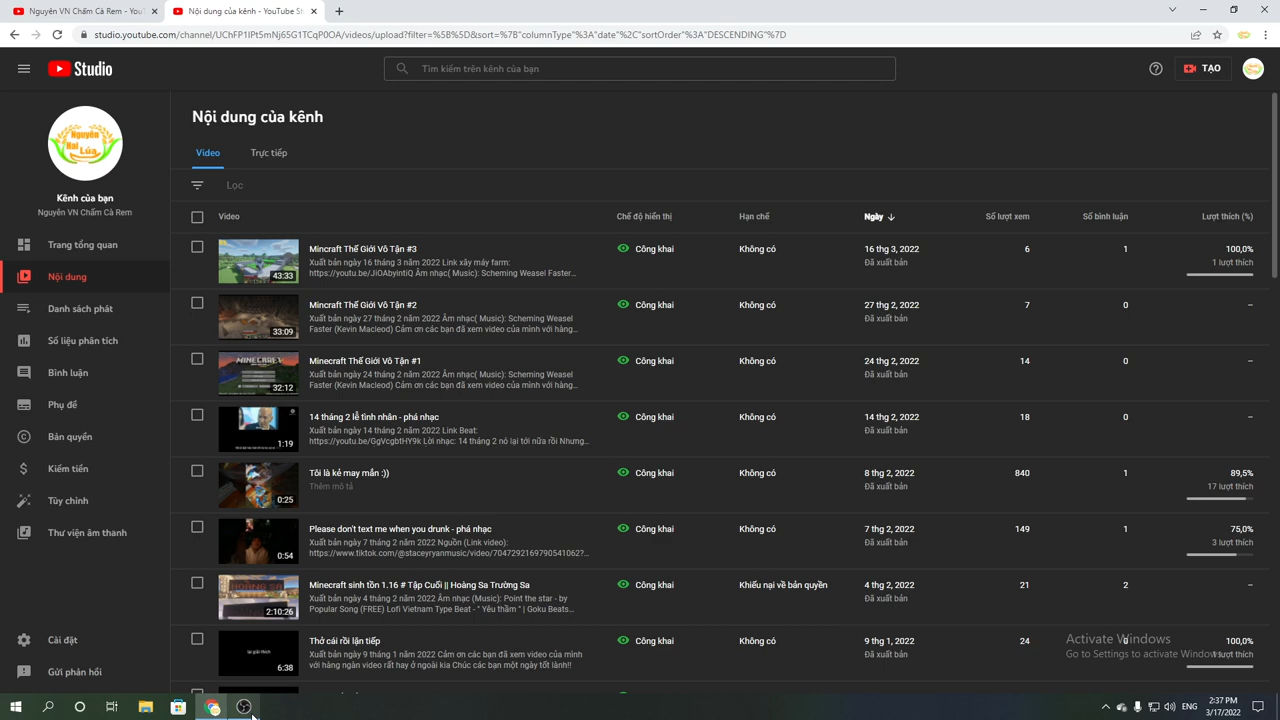 Nguyên VN Chấm Cà Rem - YouT
Nội dung của kênh - YouTube St
studio.youtube.com/channel/UChFP1IPt5mNj65G1TCqP0OA/videos/upload?filter=%5B%5D&sort=%7B"columnType"%3A"date"%2C"sortOrder"%3A"DESCENDING"%7D
Studio
Tìm kiếm trên kênh của bạn
TẠO
Nguyên
Hai
Lúa
Kênh của bạn
Nguyên VN Chấm Cà Rem
Trang tổng quan
Nội dung
Danh sách phát
Số liệu phân tích
Bình luận
Phụ đề
Bản quyền
Kiếm tiền
Tùy chỉnh
Thư viện âm thanh
Cài đặt
Gửi phản hồi
Nội dung của kênh
Video Trực tiếp
Lọc
Video Chế độ hiển thị Hạn chế Ngày Số lượt xem Số bình luận Lượt thích (%)
Mincraft Thế Giới Vô Tận #3 Công khai Không có 16 thg 3, 2022 6 1 100,0%
Xuất bản ngày 16 tháng 3 năm 2022 Link xây máy farm: Đã xuất bản 1 lượt thích
https://youtu.be/JiOAbyintiQ Âm nhạc( Music): Scheming Weasel Faster…
43:33
Mincraft Thế Giới Vô Tận #2 Công khai Không có 27 thg 2, 2022 7 0 –
Xuất bản ngày 27 tháng 2 năm 2022 Âm nhạc( Music): Scheming Weasel Đã xuất bản
Faster (Kevin Macleod) Cảm ơn các bạn đã xem video của mình với hàng…
33:09
Minecraft Thế Giới Vô Tận #1 Công khai Không có 24 thg 2, 2022 14 0 –
Xuất bản ngày 24 tháng 2 năm 2022 Âm nhạc( Music): Scheming Weasel Đã xuất bản
Faster (Kevin Macleod) Cảm ơn các bạn đã xem video của mình với hàng…
MINECRAFT
32:12
14 tháng 2 lễ tình nhân - phá nhạc Công khai Không có 14 thg 2, 2022 18 0 –
Xuất bản ngày 14 tháng 2 năm 2022 Link Beat: Đã xuất bản
https://youtu.be/GgVcgbtHY9k Lời nhạc: 14 tháng 2 nó lại tới nữa rồi Nhưng…
1:19
Tôi là kẻ may mắn :)) Công khai Không có 8 thg 2, 2022 840 1 89,5%
Thêm mô tả Đã xuất bản 17 lượt thích
0:25
Please don't text me when you drunk - phá nhạc Công khai Không có 7 thg 2, 2022 149 1 75,0%
Xuất bản ngày 7 tháng 2 năm 2022 Nguồn (Link video): Đã xuất bản 3 lượt thích
https://www.tiktok.com/@staceyryanmusic/video/7047292169790541062?…
0:54
Minecraft sinh tồn 1.16 # Tập Cuối || Hoàng Sa Trường Sa Công khai Khiếu nại về bản quyền 4 thg 2, 2022 21 2 –
Xuất bản ngày 4 tháng 2 năm 2022 Âm nhạc (Music): Point the star - by Đã xuất bản
Popular Song (FREE) Lofi Vietnam Type Beat - " Yêu thầm " | Goku Beats…
HOÀNG SA
2:10:26
Thở cái rồi lặn tiếp Công khai Không có 9 thg 1, 2022 24 0 100,0%
Xuất bản ngày 9 tháng 1 năm 2022 Cảm ơn các bạn đã xem video của mình Đã xuất bản 1 lượt thích
với hàng ngàn video rất hay ở ngoài kia Chúc các bạn một ngày tốt lành!!
lại giải thích
6:38
Activate Windows
Go to Settings to activate Windows.
ENG
2:37 PM
3/17/2022